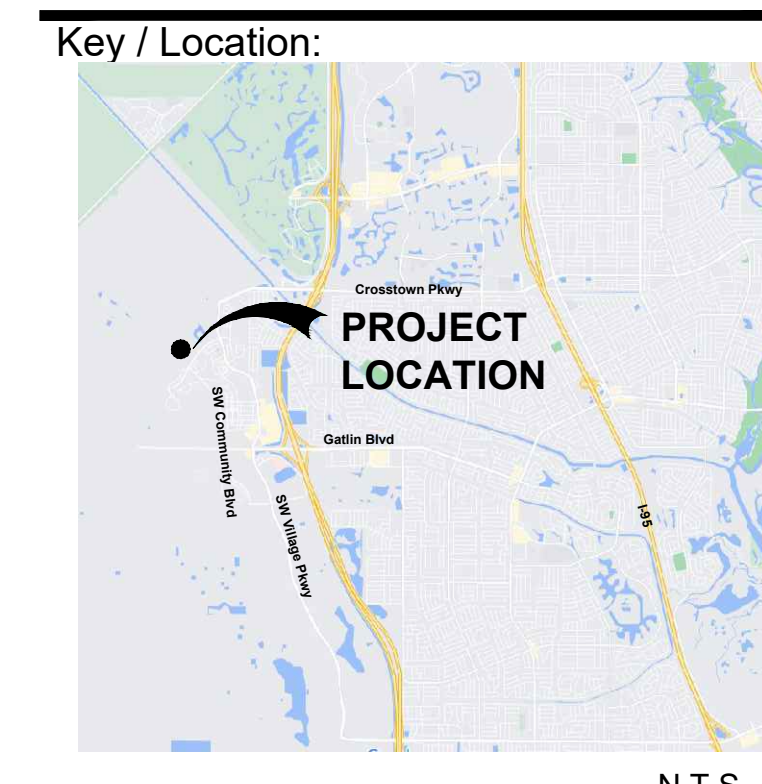 Key / Location:
Crosstown Pkwy
PROJECT
LOCATION
SW Community Blvd
Gatlin Blvd
SW Village Pkwy
I-95
N.T.S.